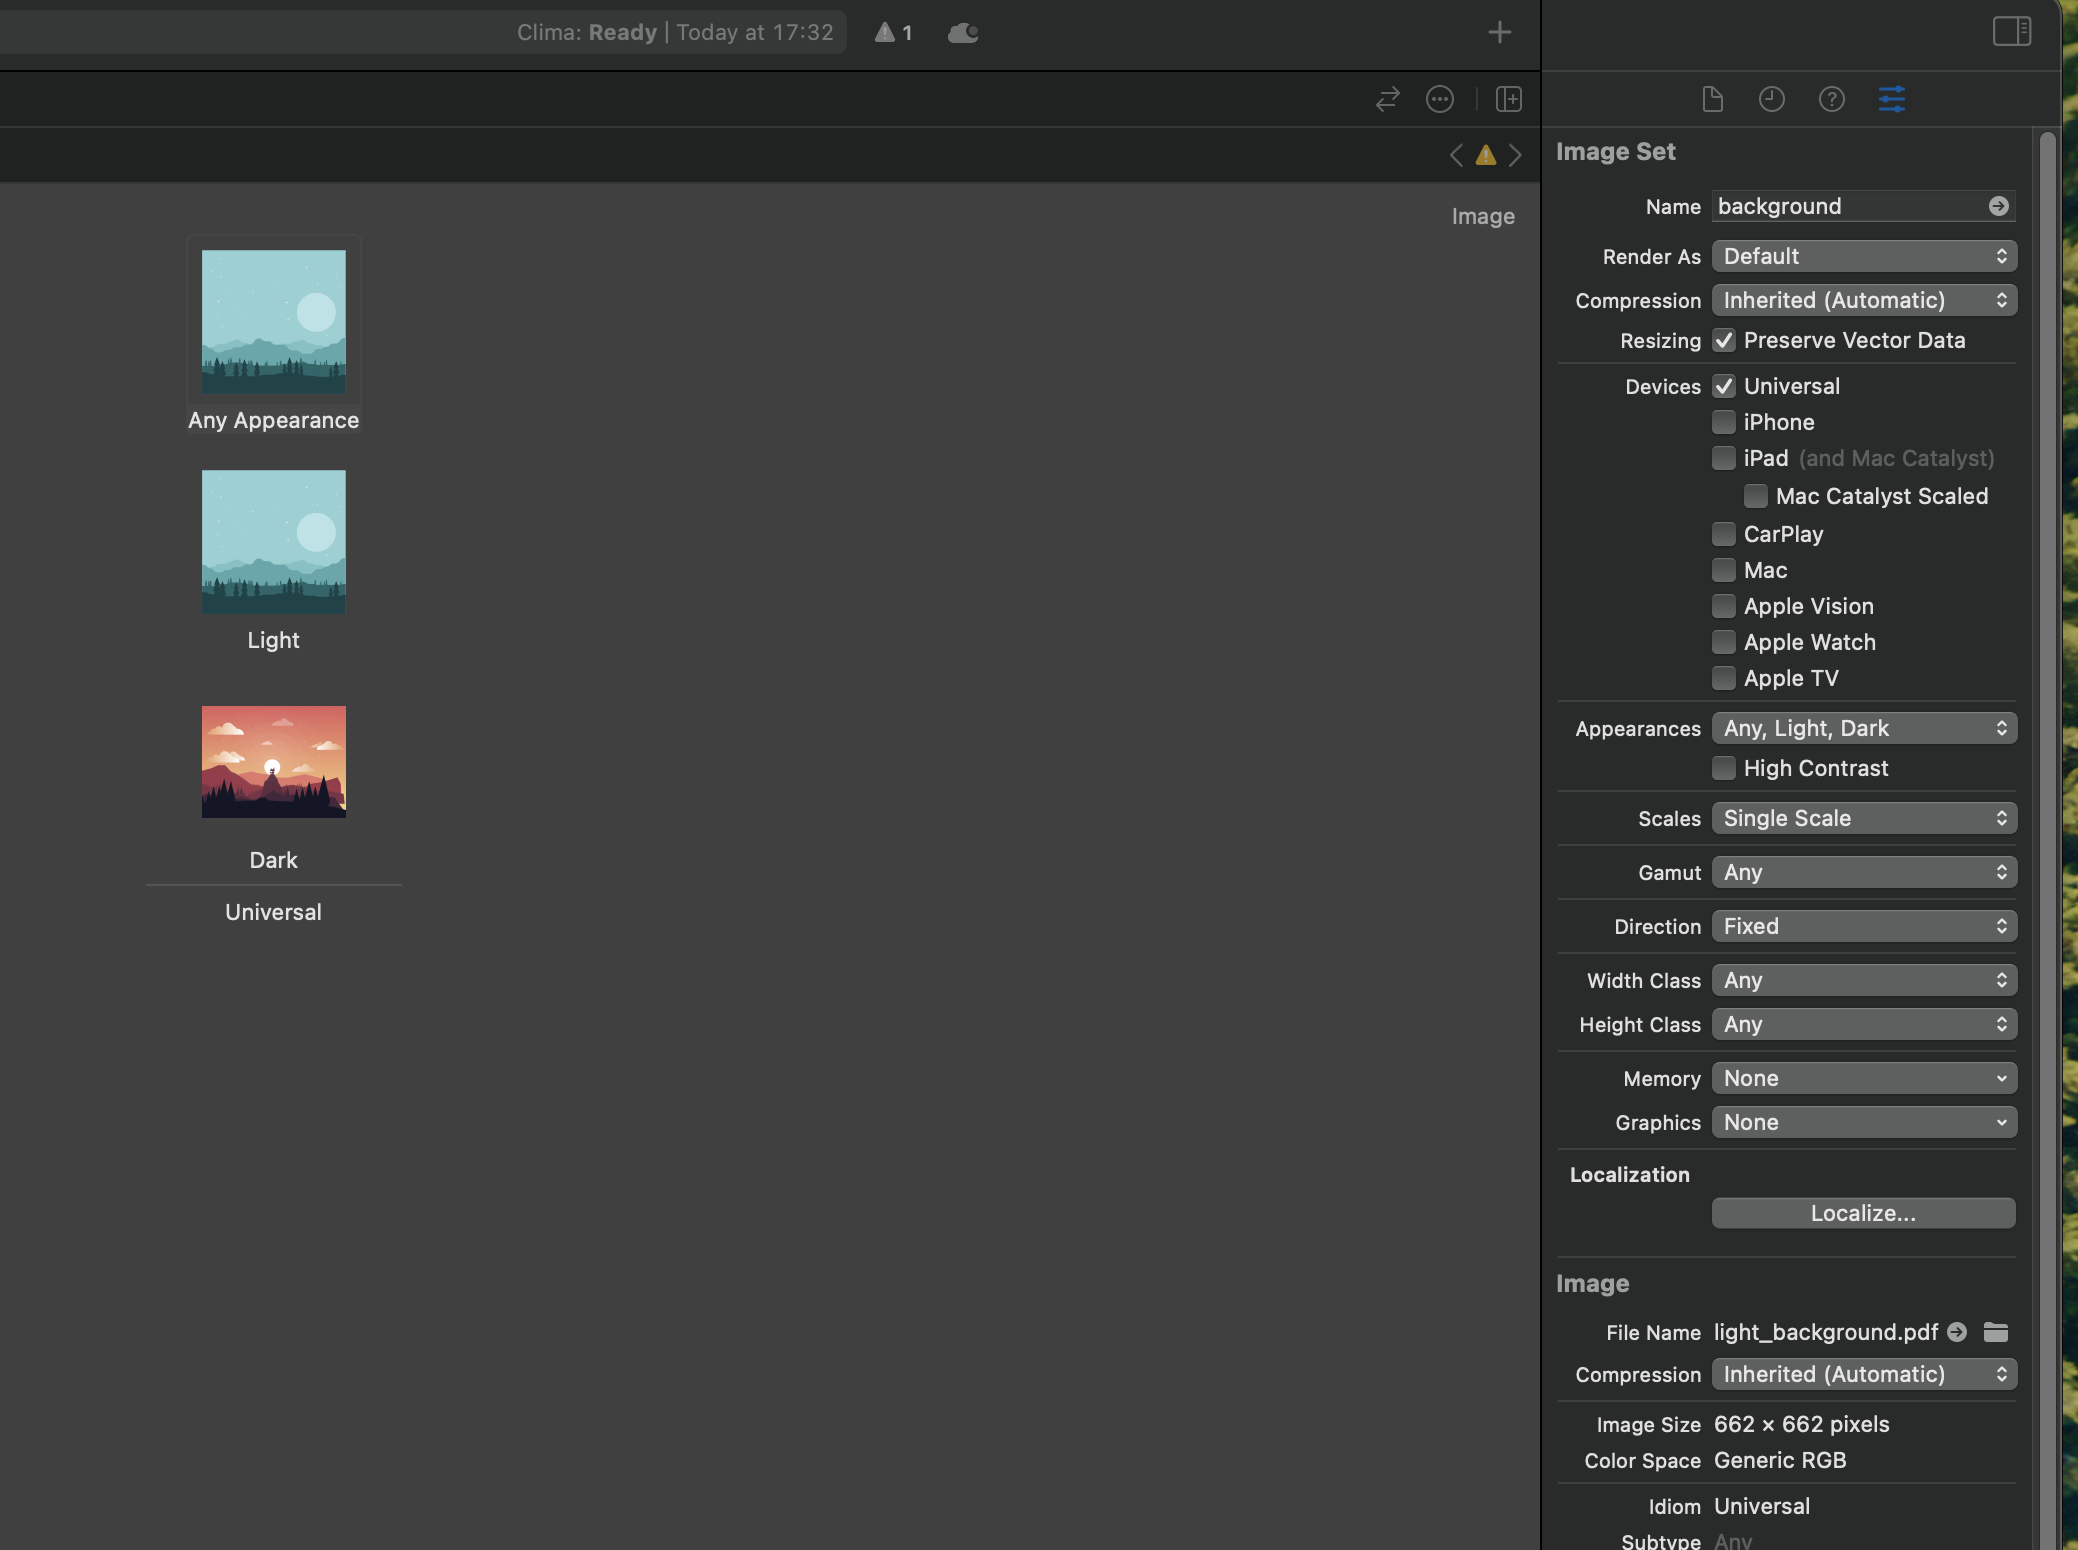 Clima: Ready | Today at 17:32
1
Image
Any Appearance
Light
Dark
Universal
Image Set
Name background
Render As Default
Compression Inherited (Automatic)
Resizing Preserve Vector Data
Devices Universal
iPhone
iPad (and Mac Catalyst)
Mac Catalyst Scaled
CarPlay
Mac
Apple Vision
Apple Watch
Apple TV
Appearances Any, Light, Dark
High Contrast
Scales Single Scale
Gamut Any
Direction Fixed
Width Class Any
Height Class Any
Memory None
Graphics None
Localization
Localize...
Image
File Name light_background.pdf
Compression Inherited (Automatic)
Image Size 662 × 662 pixels
Color Space Generic RGB
Idiom Universal
Subtype Any